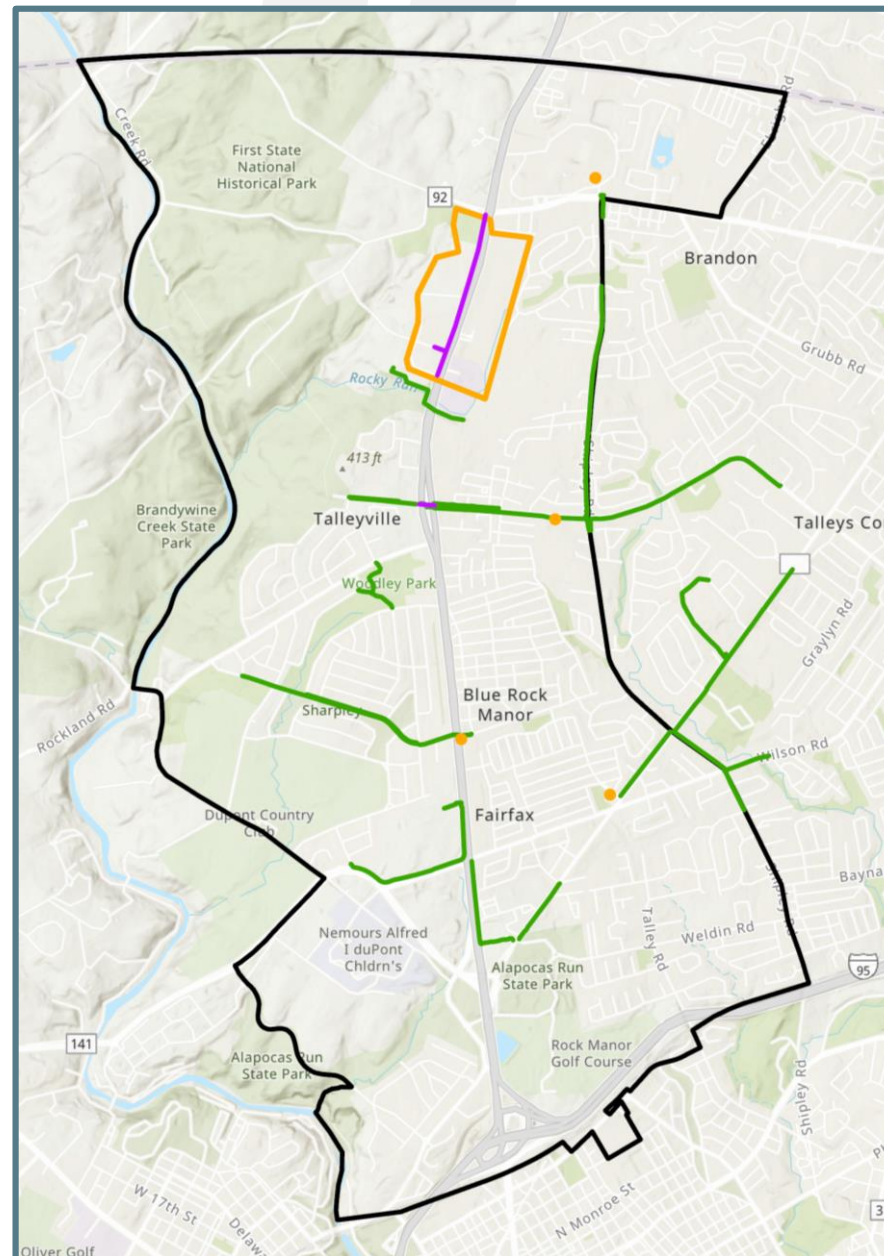 Creek Rd
First State
National
Historical Park
92
Brandon
Grubb Rd
Rocky Run
413 ft
Brandywine
Creek State
Park
Talleyville
Talleys Co
Woodley Park
Graylyn Rd
Blue Rock
Manor
Sharpley
Rockland Rd
Wilson Rd
Dupont Country
Club
Fairfax
Bayna
Shipley Rd
Talley Rd
Weldin Rd
Nemours Alfred
I duPont
Chldrn's
Alapocas Run
State Park
95
141
Rock Manor
Golf Course
Alapocas Run
State Park
Shipley Rd
W 17th St
N Monroe St
3
Oliver Golf